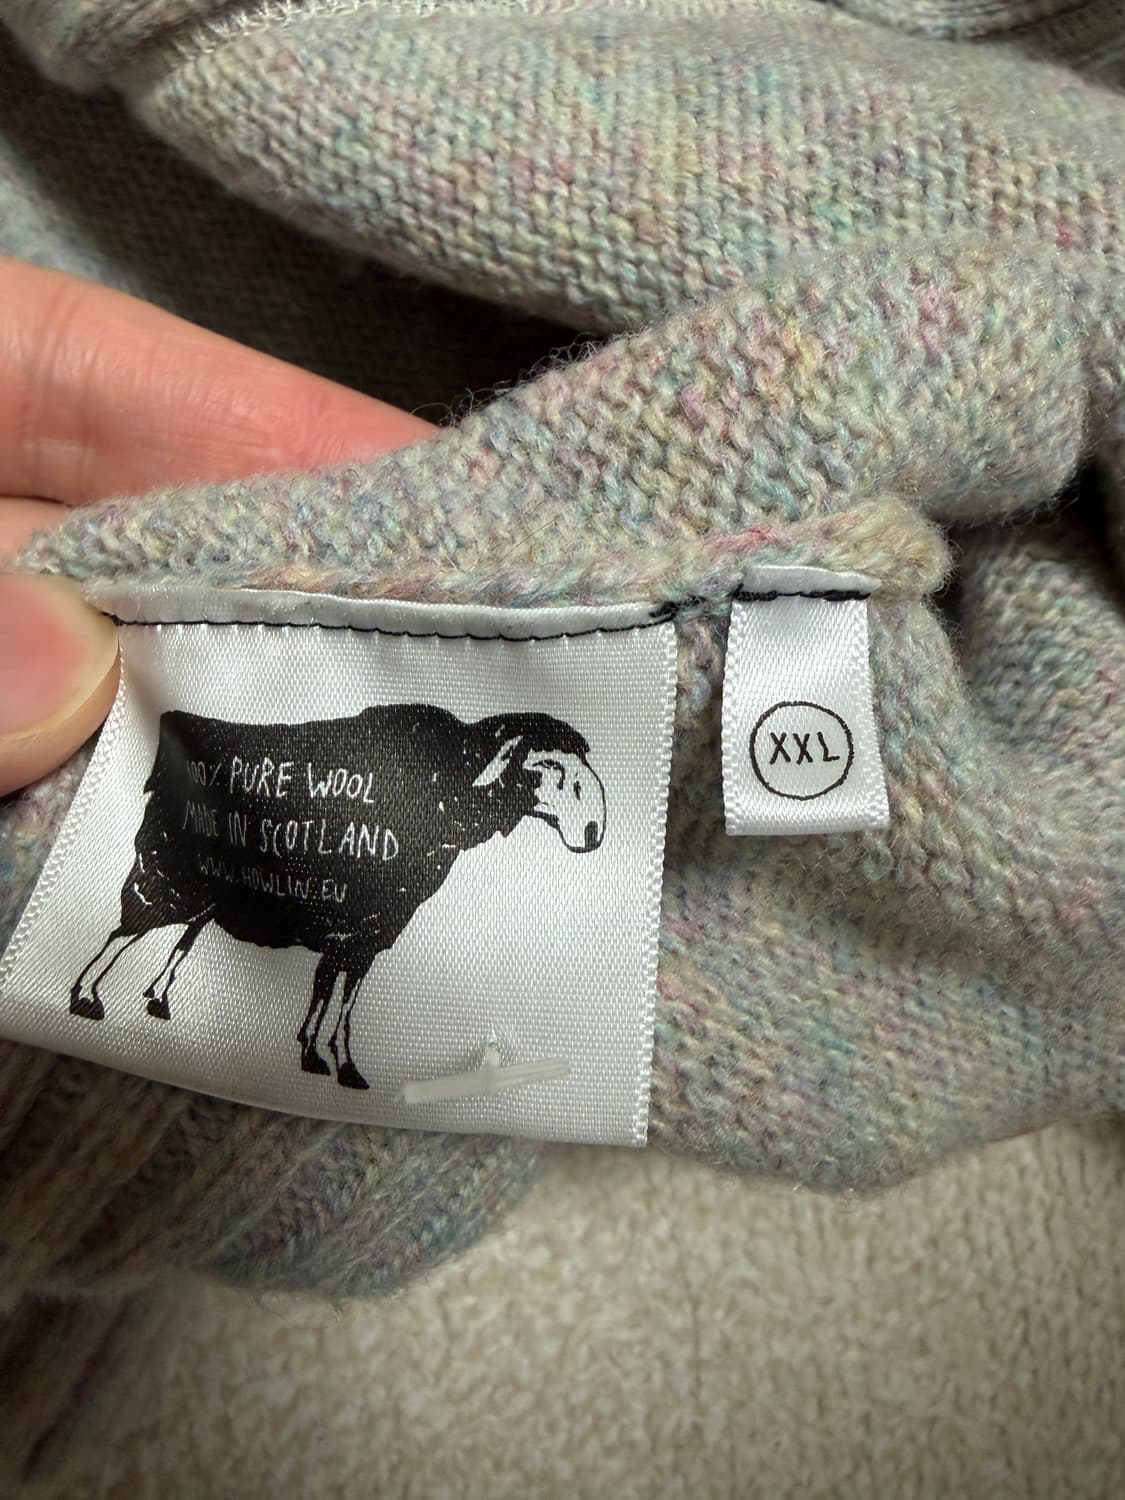 100% PURE WOOL
MADE IN SCOTLAND
WWW.HOWLIN.EU
XXL